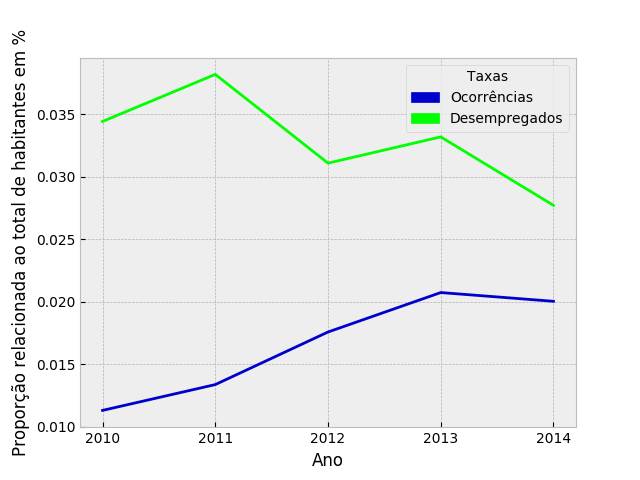 Proporção relacionada ao total de habitantes em %
0.035
0.030
0.025
0.020
0.015
0.010
Taxas
Ocorrências
Desempregados
2010 2011 2012 2013 2014
Ano